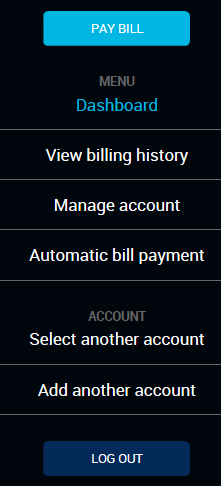 PAY BILL
MENU
Dashboard
View billing history
Manage account
Automatic bill payment
ACCOUNT
Select another account
Add another account
LOG OUT